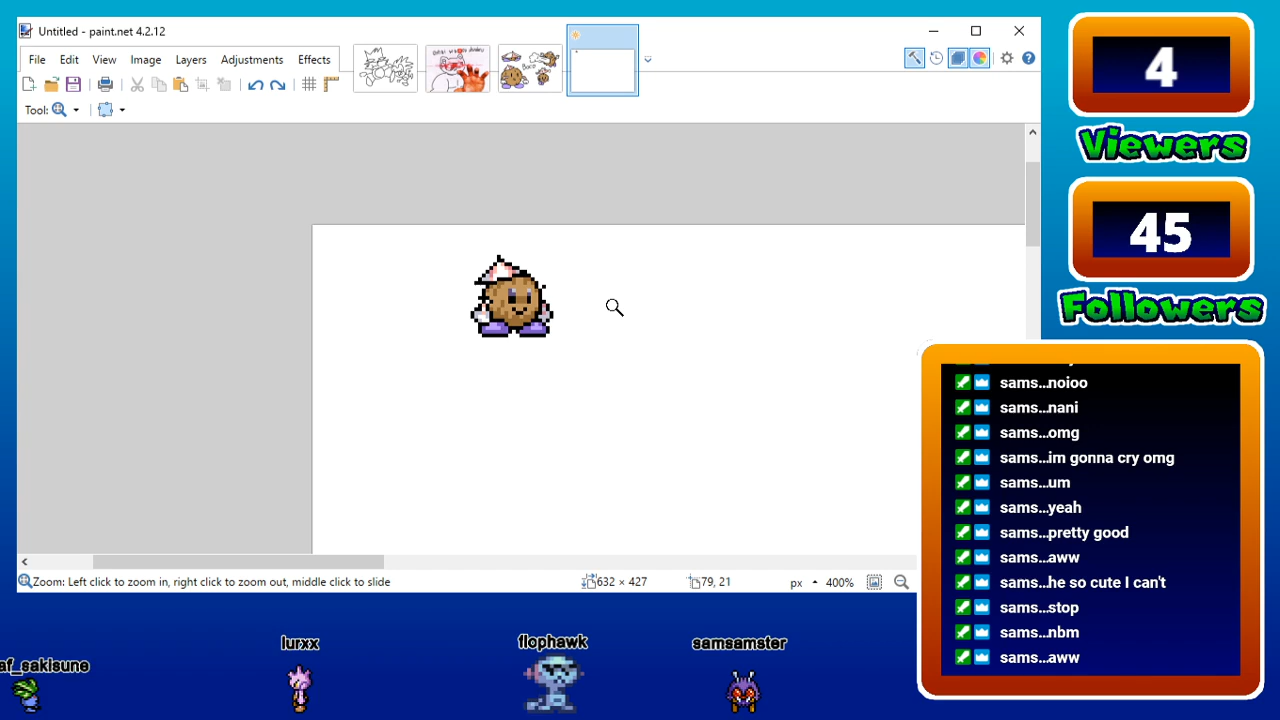 Untitled - paint.net 4.2.12
File Edit View Image Layers Adjustments Effects
Tool:
Zoom: Left click to zoom in, right click to zoom out, middle click to slide
632 × 427
79, 21
px
400%
4
Viewers
45
Followers
sams...noioo
sams...nani
sams...omg
sams...im gonna cry omg
sams...um
sams...yeah
sams...pretty good
sams...aww
sams...he so cute I can't
sams...stop
sams...nbm
sams...aww
af_eakisune
lurxx
flophawk
samsamster